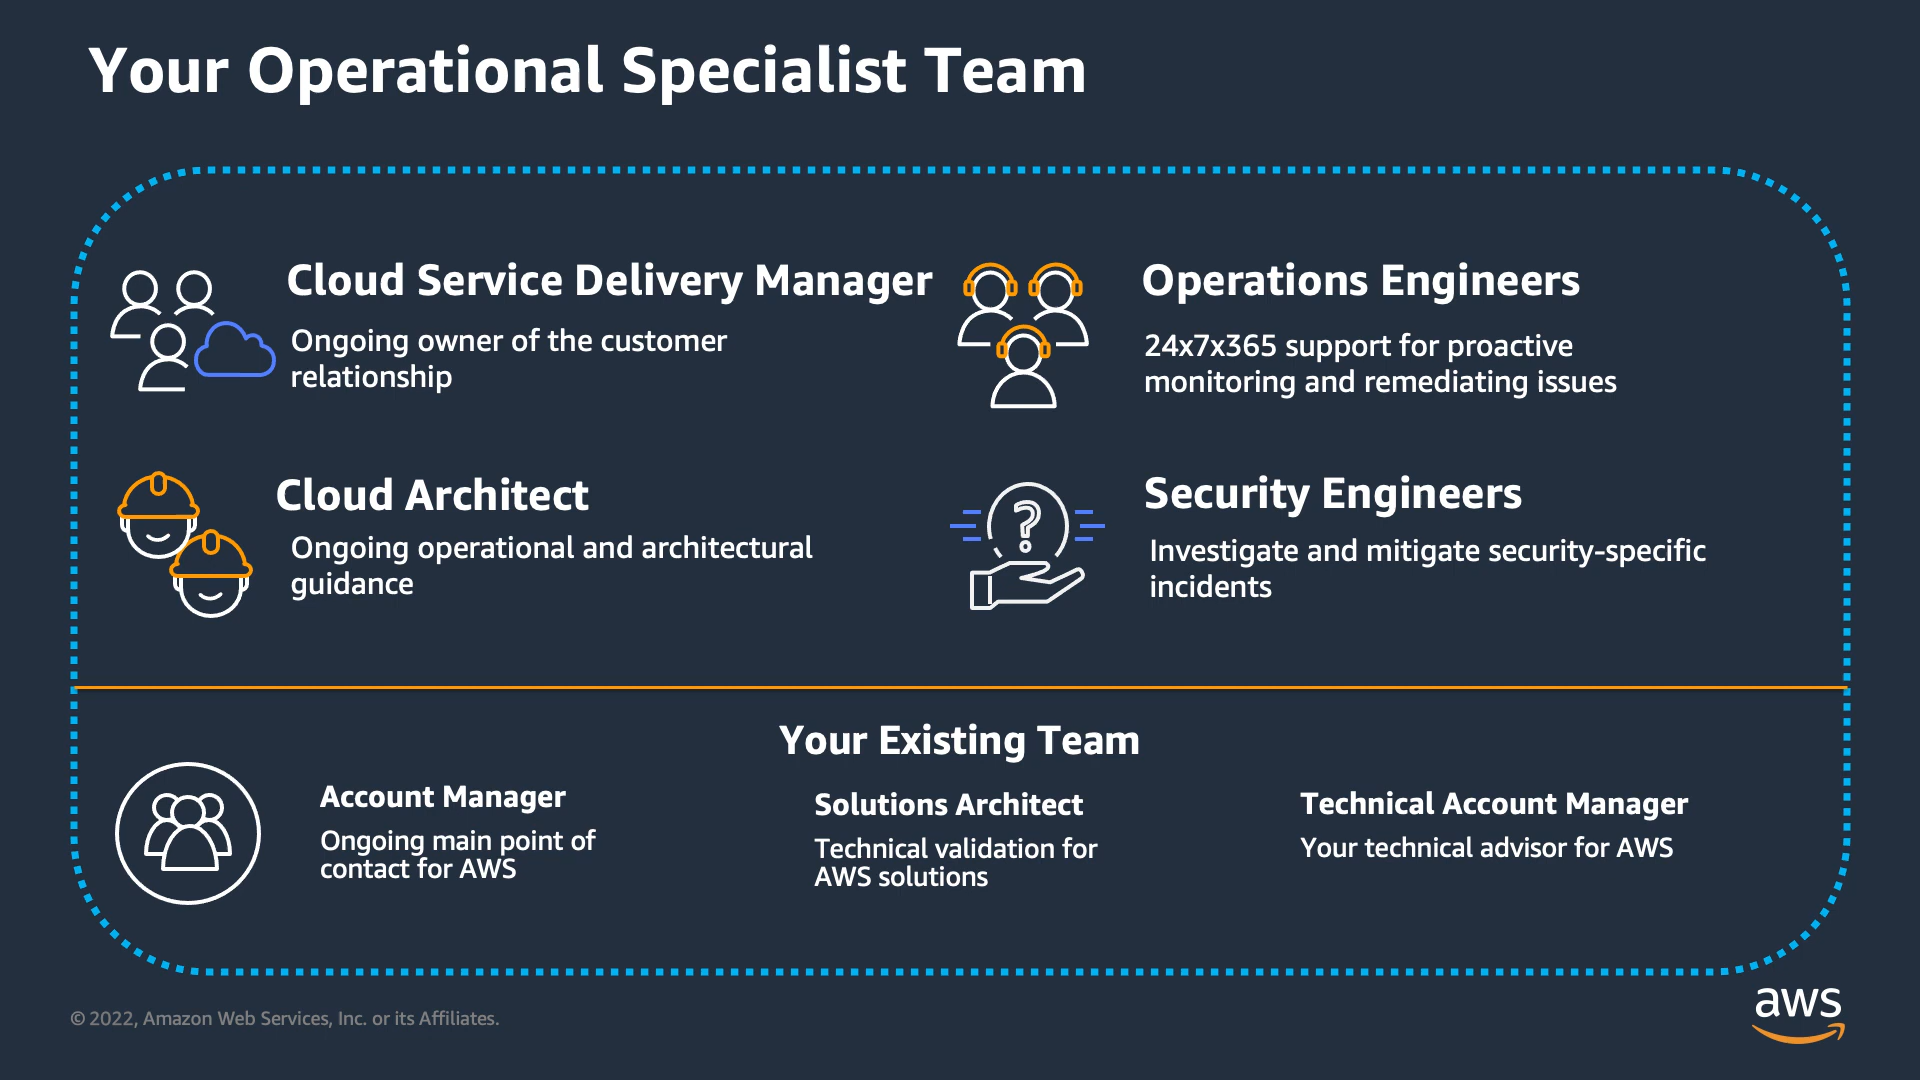 Your Operational Specialist Team
Cloud Service Delivery Manager
Ongoing owner of the customer
relationship
Operations Engineers
24x7x365 support for proactive
monitoring and remediating issues
Cloud Architect
Ongoing operational and architectural
guidance
?
Security Engineers
Investigate and mitigate security-specific
incidents
Your Existing Team
Account Manager
Ongoing main point of
contact for AWS
Solutions Architect
Technical validation for
AWS solutions
Technical Account Manager
Your technical advisor for AWS
© 2022, Amazon Web Services, Inc. or its Affiliates.
aws